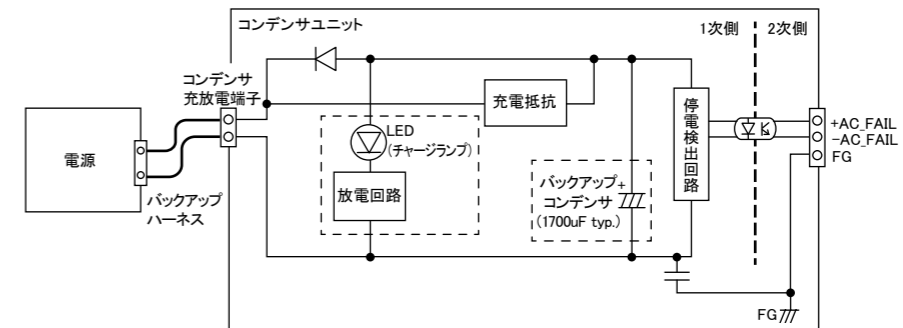 コンデンサユニット
1次側
2次側
コンデンサ
充放電端子
充電抵抗
停電検出回路
+AC_FAIL
-AC_FAIL
FG
LED
(チャージランプ)
電源
放電回路
バックアップ
コンデンサ
(1700uF typ.)
+
バックアップ
ハーネス
FG